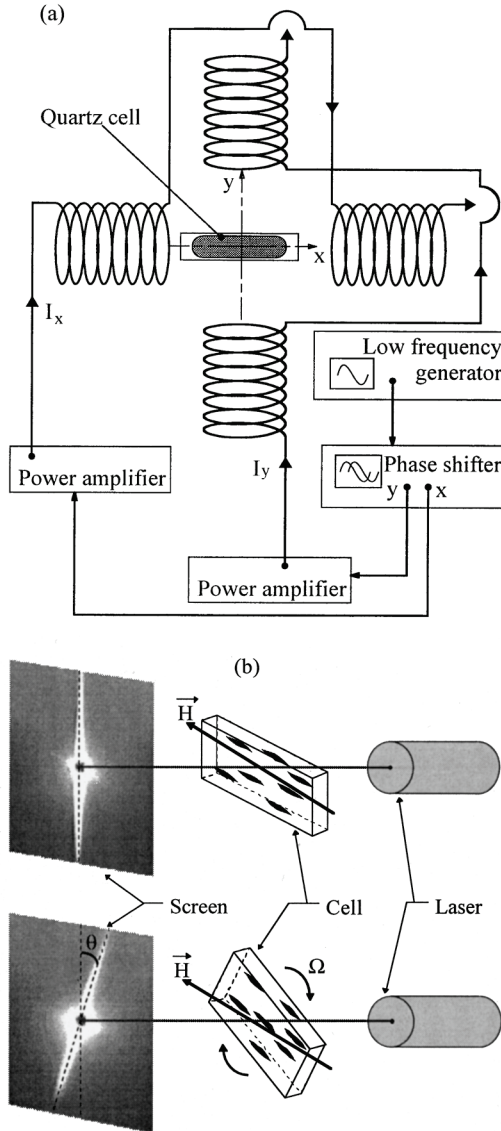 (a)
Quartz cell
y
x
I_x
Low frequency
generator
Power amplifier
I_y
Phase shifter
y x
Power amplifier
(b)
H
Screen
Cell
Laser
θ
H
Ω